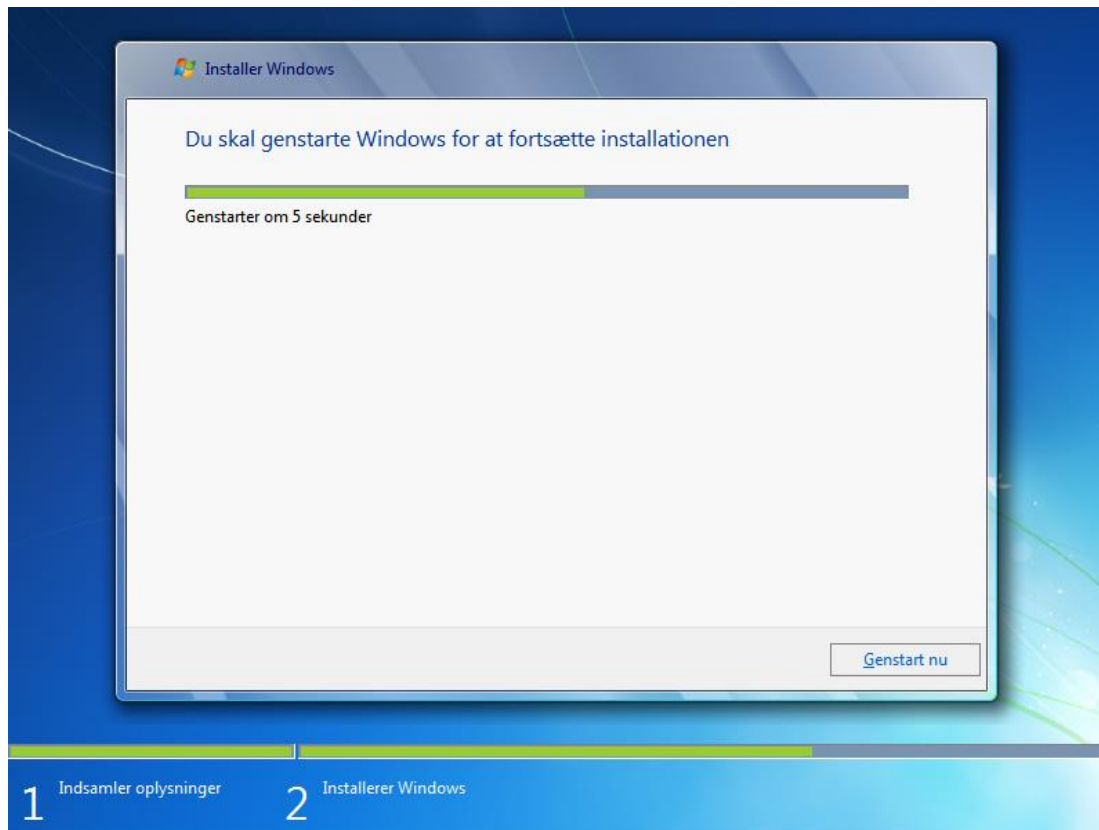 Installer Windows
Du skal genstarte Windows for at fortsætte installationen
Genstarter om 5 sekunder
Genstart nu
1 Indsamler oplysninger 2 Installerer Windows